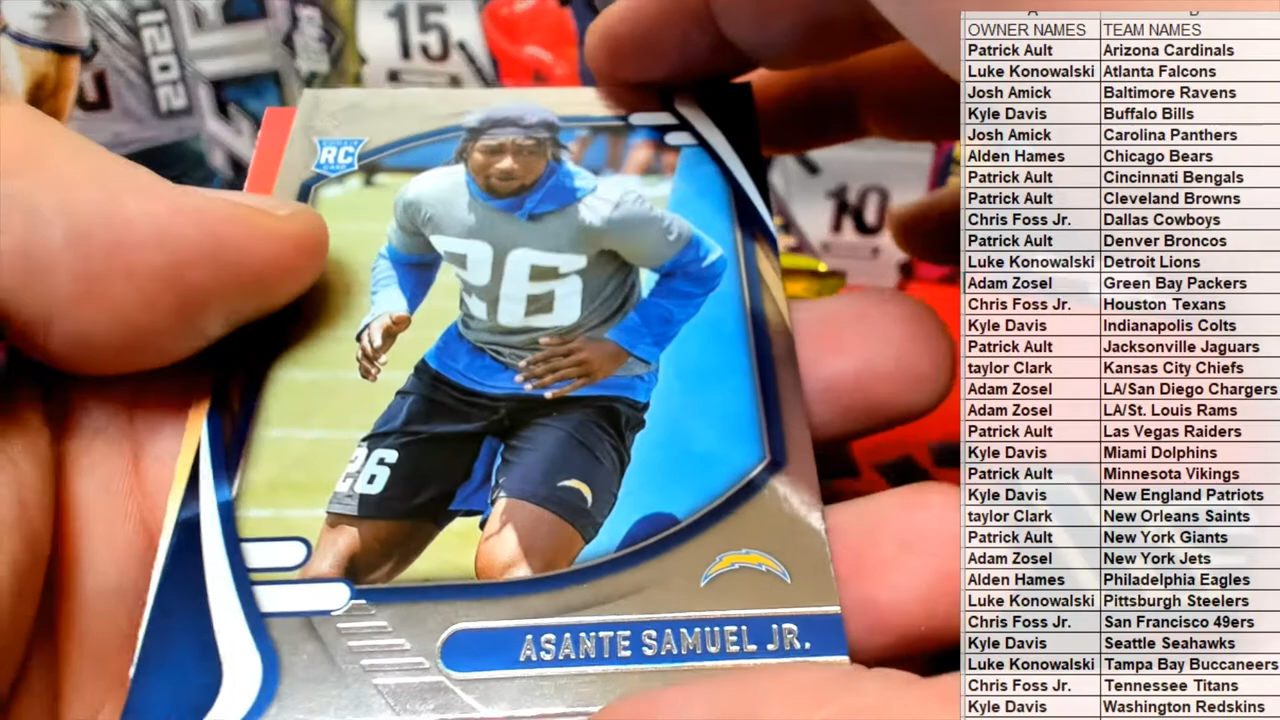 1202
15
10
RC
26
26
ASANTE SAMUEL JR.
OWNER NAMES TEAM NAMES
Patrick Ault Arizona Cardinals
Luke Konowalski Atlanta Falcons
Josh Amick Baltimore Ravens
Kyle Davis Buffalo Bills
Josh Amick Carolina Panthers
Alden Hames Chicago Bears
Patrick Ault Cincinnati Bengals
Patrick Ault Cleveland Browns
Chris Foss Jr. Dallas Cowboys
Patrick Ault Denver Broncos
Luke Konowalski Detroit Lions
Adam Zosel Green Bay Packers
Chris Foss Jr. Houston Texans
Kyle Davis Indianapolis Colts
Patrick Ault Jacksonville Jaguars
taylor Clark Kansas City Chiefs
Adam Zosel LA/San Diego Chargers
Adam Zosel LA/St. Louis Rams
Patrick Ault Las Vegas Raiders
Kyle Davis Miami Dolphins
Patrick Ault Minnesota Vikings
Kyle Davis New England Patriots
taylor Clark New Orleans Saints
Patrick Ault New York Giants
Adam Zosel New York Jets
Alden Hames Philadelphia Eagles
Luke Konowalski Pittsburgh Steelers
Chris Foss Jr. San Francisco 49ers
Kyle Davis Seattle Seahawks
Luke Konowalski Tampa Bay Buccaneers
Chris Foss Jr. Tennessee Titans
Kyle Davis Washington Redskins